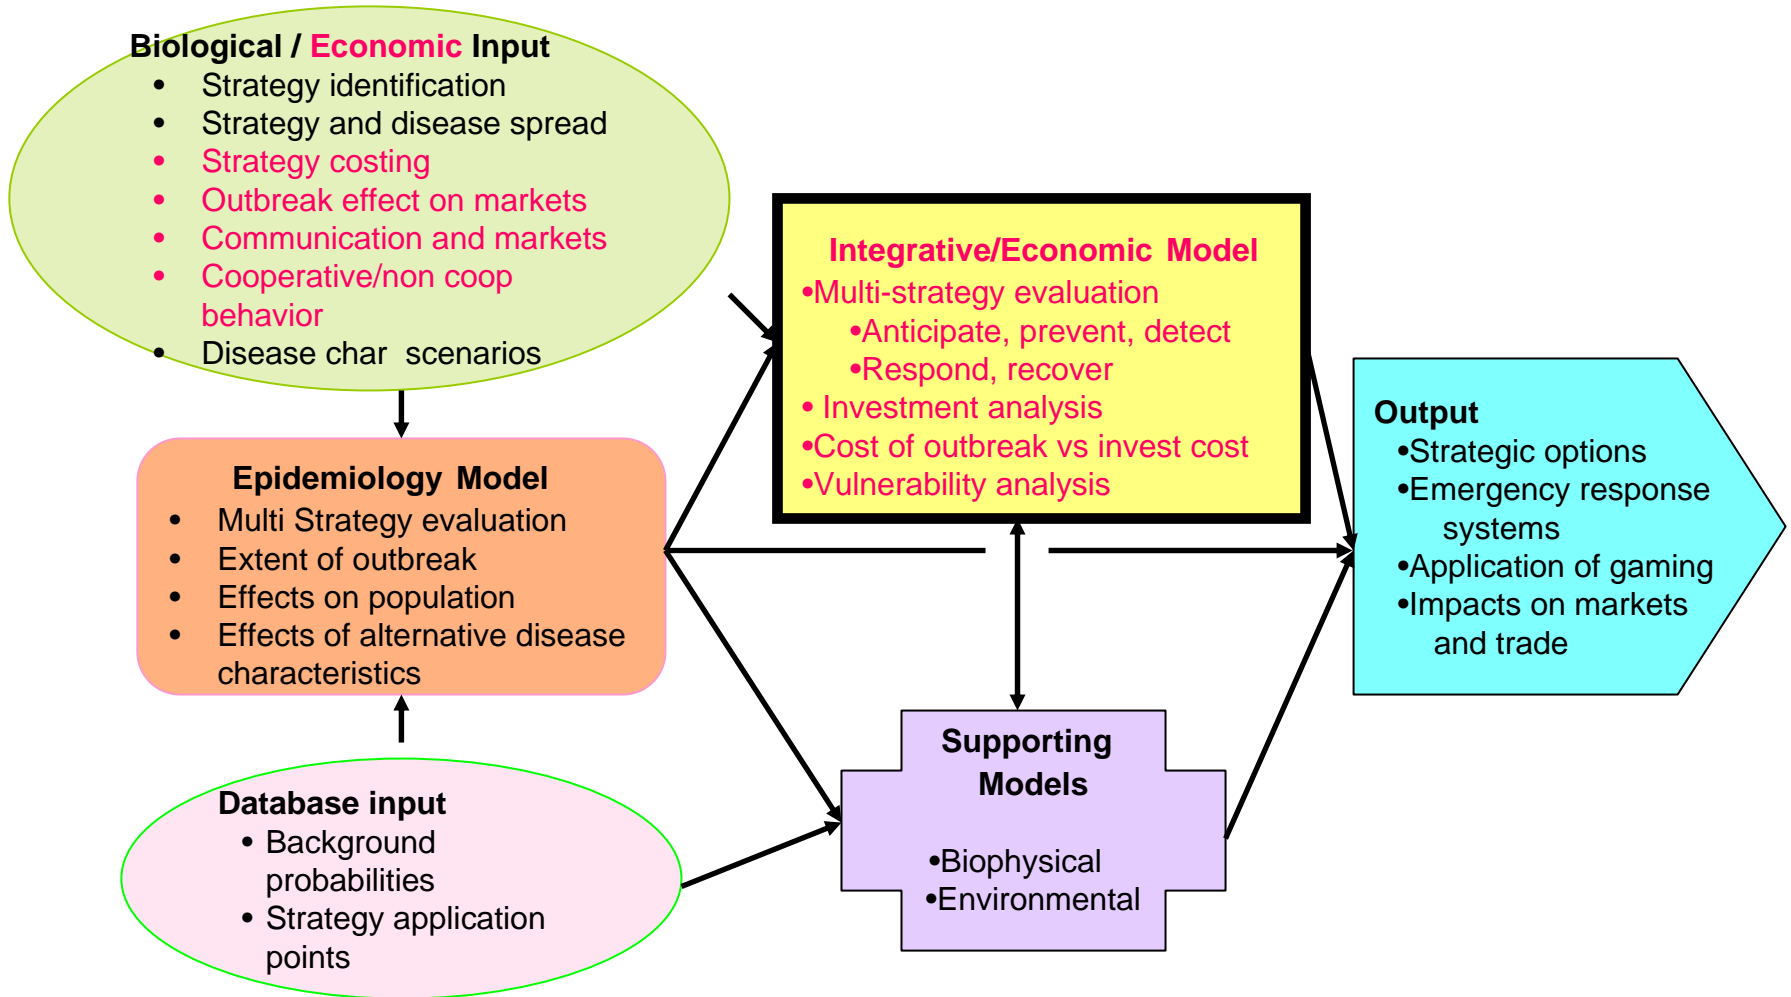 Biological / Economic Input
• Strategy identification
• Strategy and disease spread
• Strategy costing
• Outbreak effect on markets
• Communication and markets
• Cooperative/non coop
behavior
• Disease char scenarios
Integrative/Economic Model
•Multi-strategy evaluation
•Anticipate, prevent, detect
•Respond, recover
• Investment analysis
•Cost of outbreak vs invest cost
•Vulnerability analysis
Output
•Strategic options
•Emergency response
systems
•Application of gaming
•Impacts on markets
and trade
Epidemiology Model
• Multi Strategy evaluation
• Extent of outbreak
• Effects on population
• Effects of alternative disease
characteristics
Supporting
Models
•Biophysical
•Environmental
Database input
• Background
probabilities
• Strategy application
points